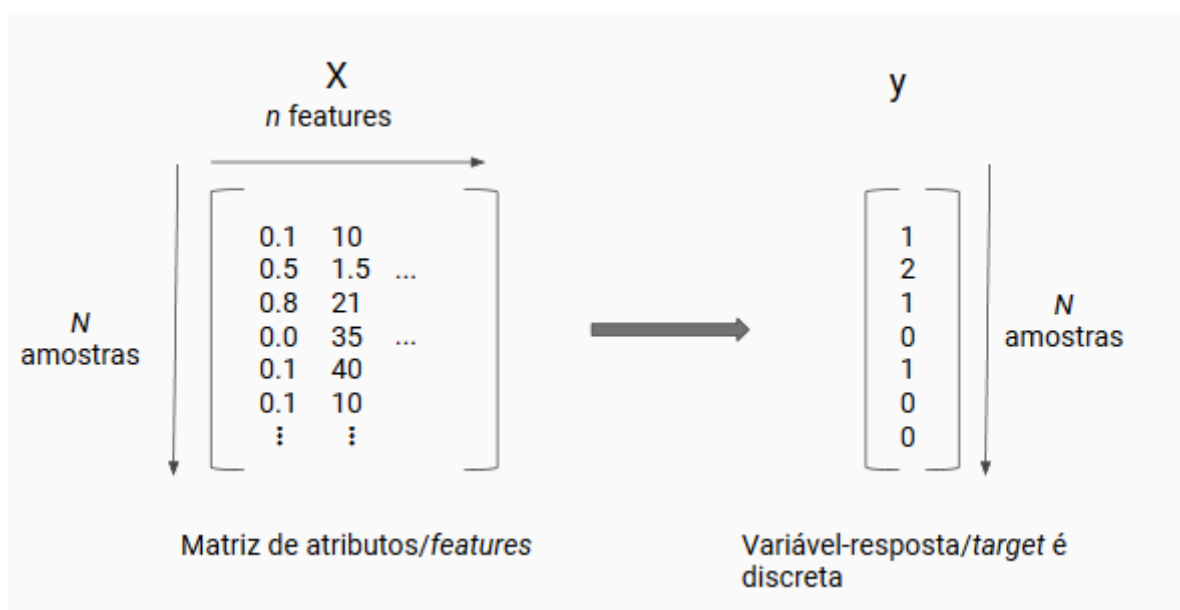 X
n features
y
N
amostras
0.1 10
0.5 1.5 ...
0.8 21
0.0 35 ...
0.1 40
0.1 10
⋮ ⋮
1
2
1
0
1
0
0
N
amostras
Matriz de atributos/features
Variável-resposta/target é
discreta